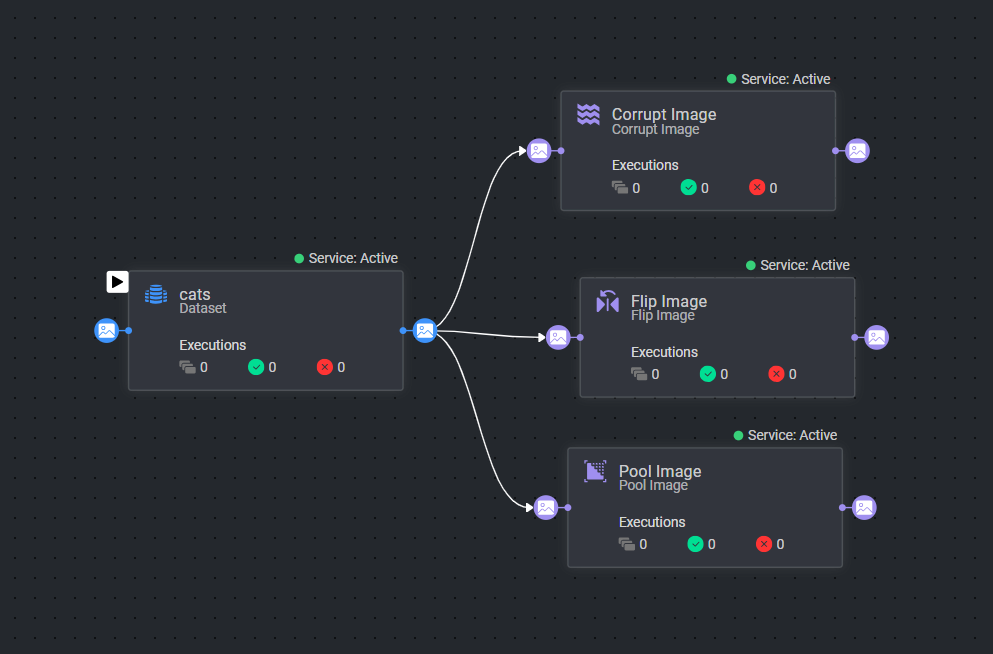 Service: Active
Corrupt Image
Corrupt Image
Executions
0 0 0
Service: Active
cats
Dataset
Executions
0 0 0
Service: Active
Flip Image
Flip Image
Executions
0 0 0
Service: Active
Pool Image
Pool Image
Executions
0 0 0